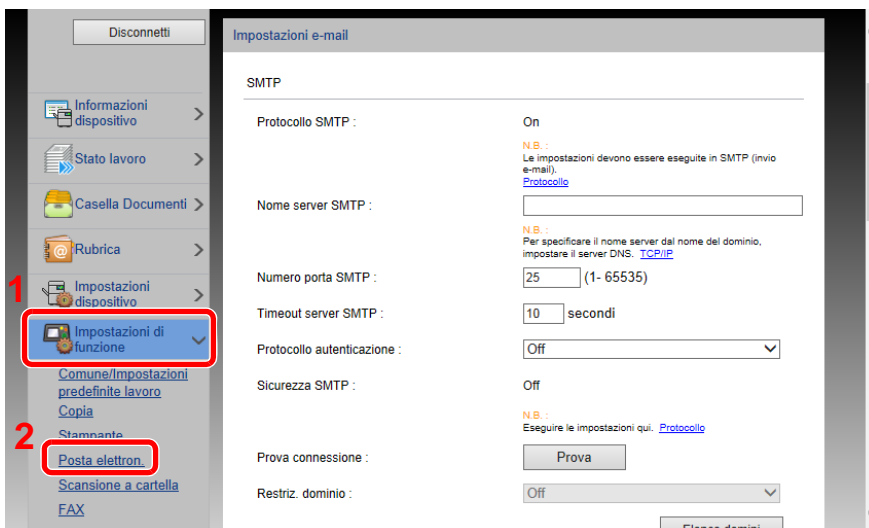 Disconnetti
Informazioni
dispositivo
Stato lavoro
Casella Documenti
Rubrica
1
Impostazioni
dispositivo
Impostazioni di
funzione
Comune/Impostazioni
predefinite lavoro
Copia
2
Stampante
Posta elettron.
Scansione a cartella
FAX
Impostazioni e-mail
SMTP
Protocollo SMTP :
On
N.B. :
Le impostazioni devono essere eseguite in SMTP (invio
e-mail).
Protocollo
Nome server SMTP :
N.B. :
Per specificare il nome server dal nome del dominio,
impostare il server DNS. TCP/IP
Numero porta SMTP :
25 (1- 65535)
Timeout server SMTP :
10 secondi
Protocollo autenticazione :
Off
Sicurezza SMTP :
Off
N.B. :
Eseguire le impostazioni qui. Protocollo
Prova connessione :
Prova
Restriz. dominio :
Off
Elenco domini